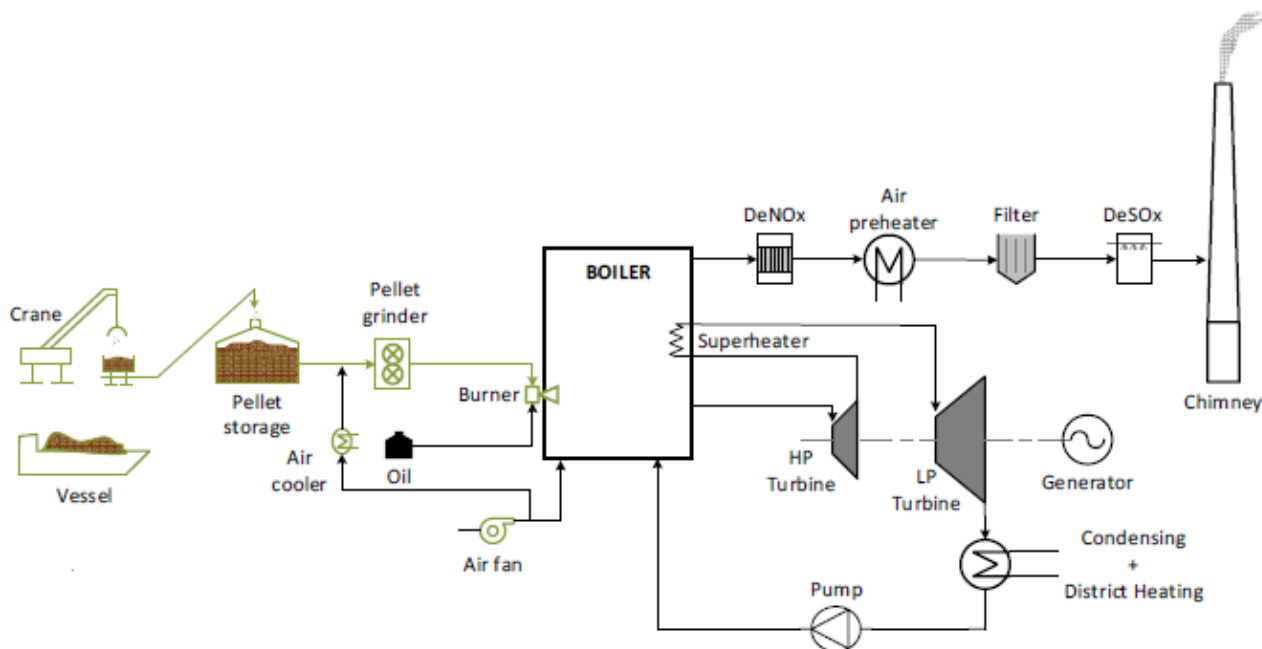 DeNOx
Air
preheater
Filter
DeSOx
BOILER
Crane
Pellet
grinder
Superheater
Burner
Pellet
storage
Chimney
Air
cooler
Oil
HP
Turbine
LP
Turbine
Generator
Vessel
Air fan
Condensing
+
District Heating
Pump